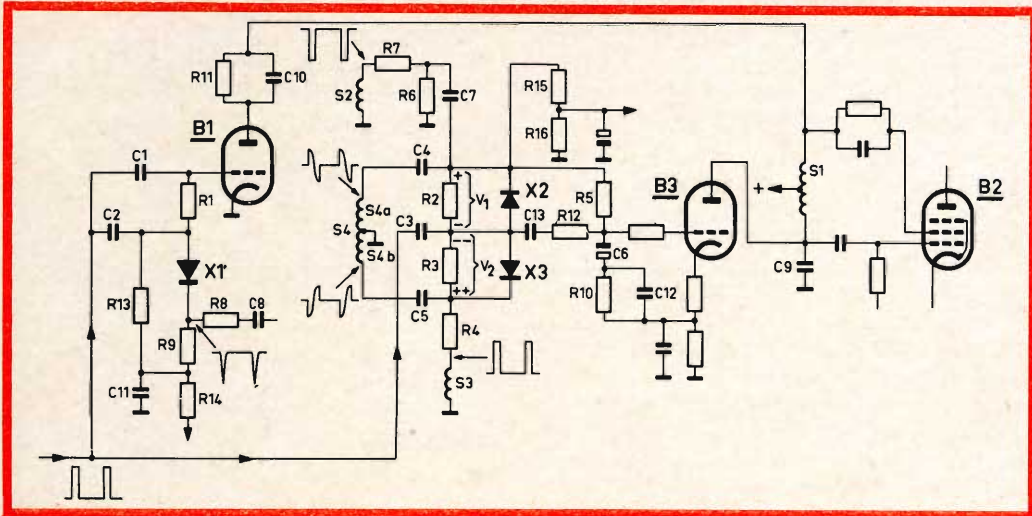 R7
R11
C10
S2
R6
C7
R15
R16
B1
C1
C4
B3
S1
B2
R1
R2
V1
X2
R5
C2
S4a
C3
C13
R12
S4
S4b
+
++
--
R3
V2
X3
C6
C9
X1
C5
R10
C12
R13
R8
C8
R4
R9
S3
C11
R14